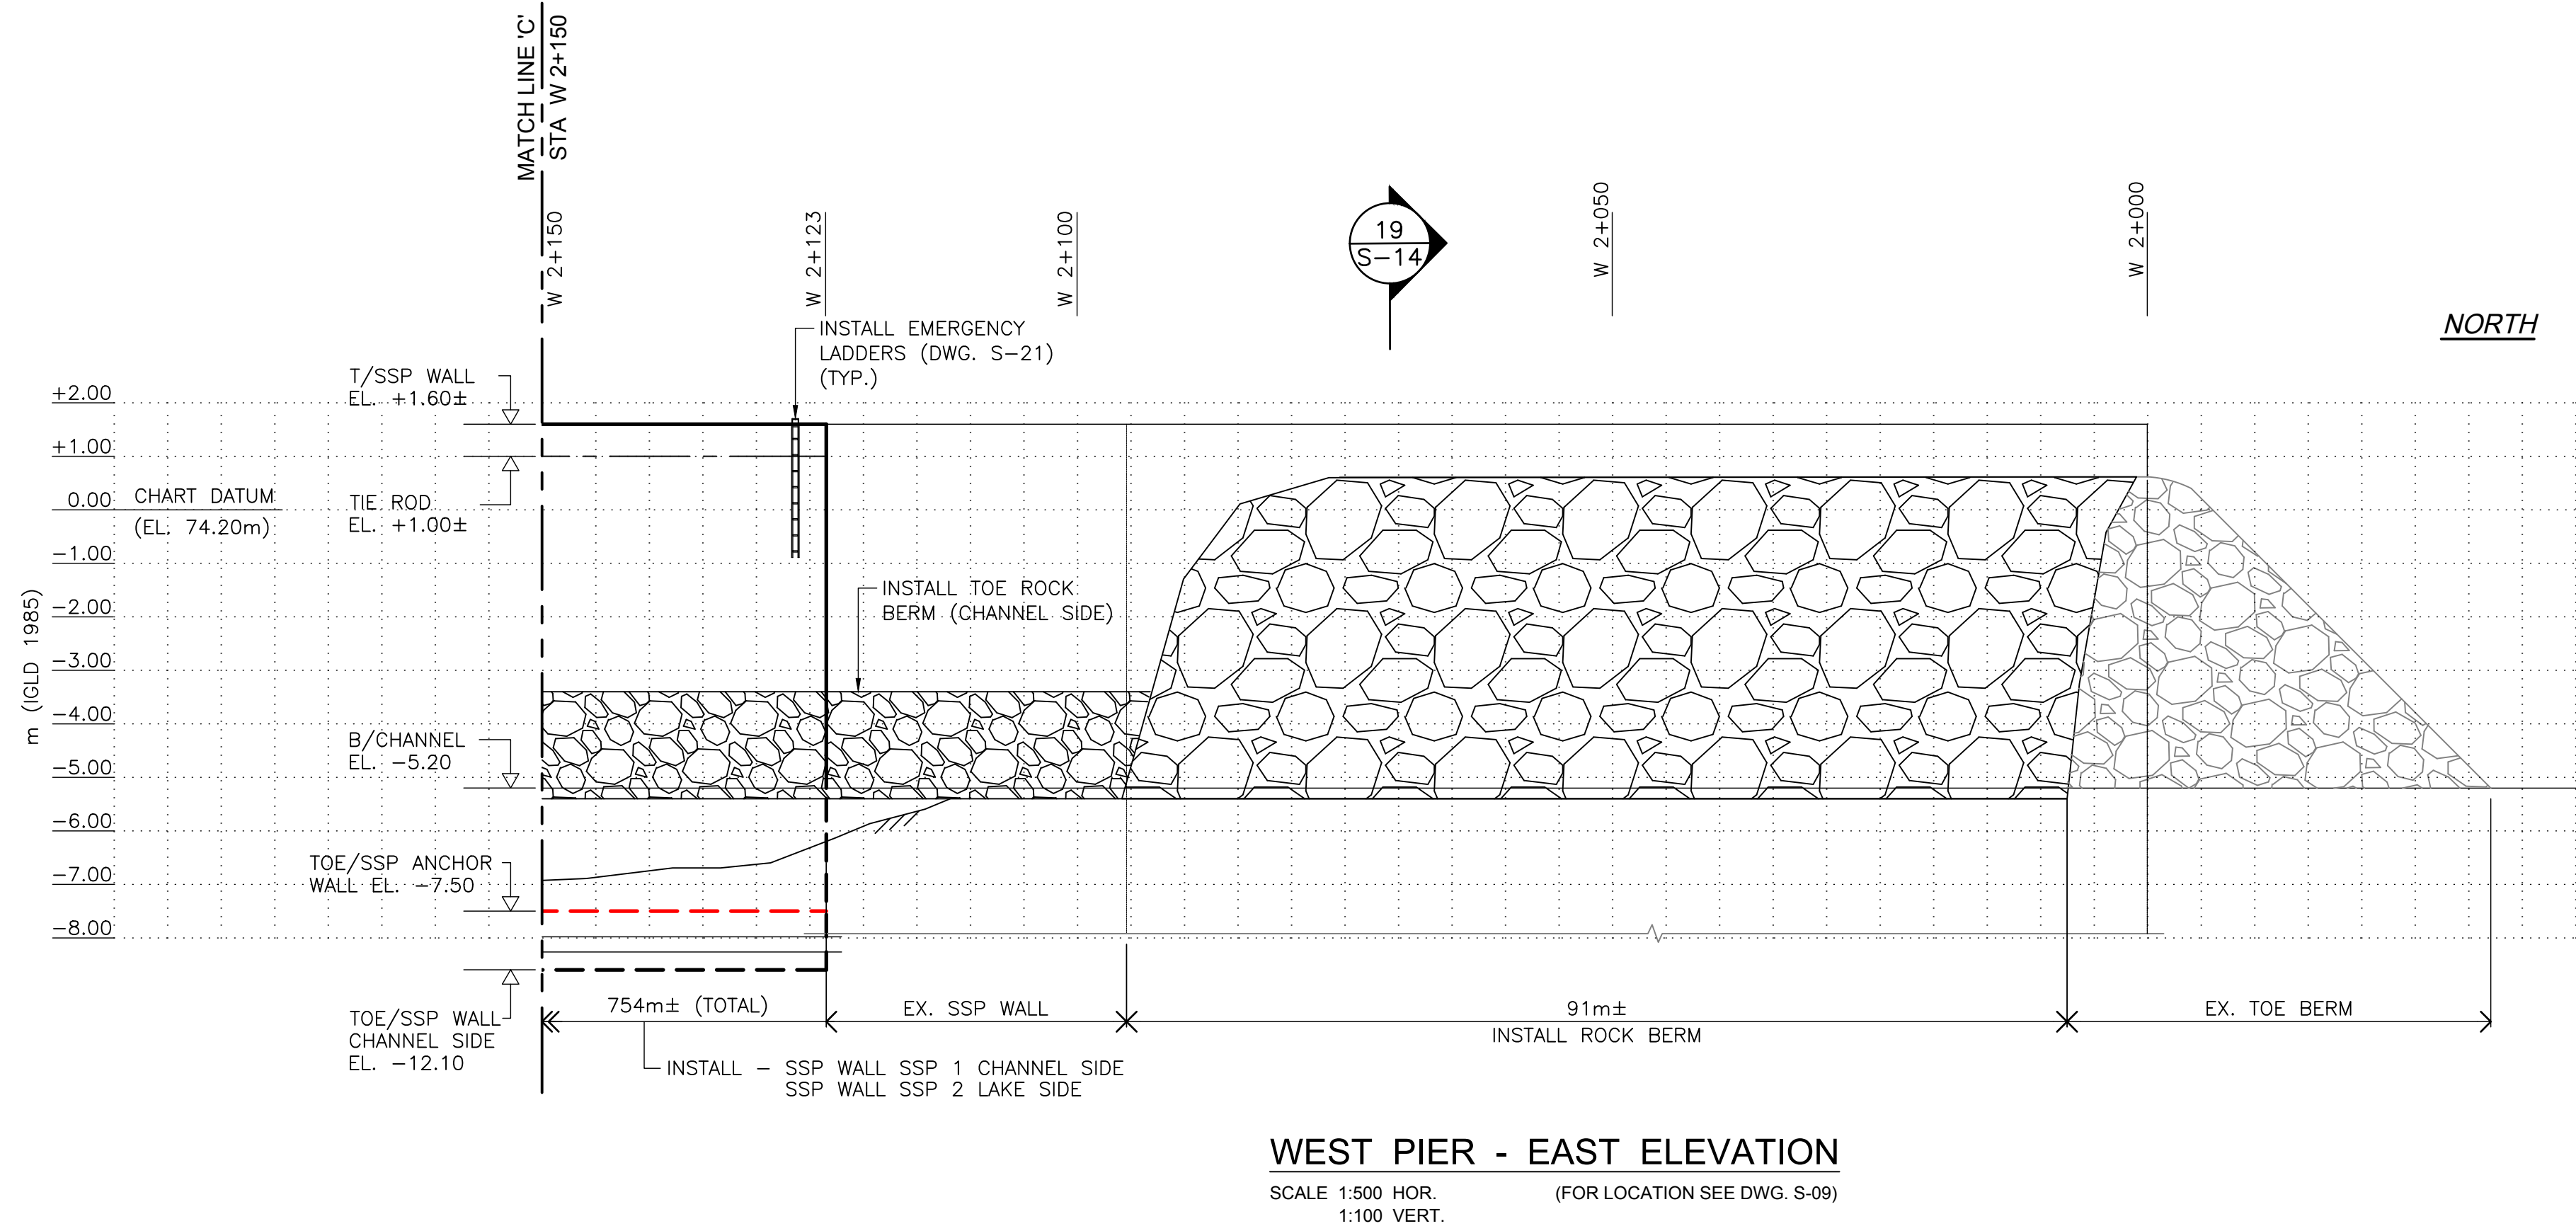 MATCH LINE 'C'
STA W 2+150
W 2+150
W 2+123
W 2+100
19
S-14
W 2+050
W 2+000
NORTH
INSTALL EMERGENCY
LADDERS (DWG. S-21)
(TYP.)
T/SSP WALL
EL. +1.60±
+2.00
+1.00
0.00
-1.00
-2.00
-3.00
-4.00
-5.00
-6.00
-7.00
-8.00
m (IGLD 1985)
CHART DATUM
(EL. 74.20m)
TIE ROD
EL. +1.00±
INSTALL TOE ROCK
BERM (CHANNEL SIDE)
B/CHANNEL
EL. -5.20
TOE/SSP ANCHOR
WALL EL. -7.50
TOE/SSP WALL
CHANNEL SIDE
EL. -12.10
754m± (TOTAL)
EX. SSP WALL
91m±
INSTALL ROCK BERM
EX. TOE BERM
INSTALL - SSP WALL SSP 1 CHANNEL SIDE
SSP WALL SSP 2 LAKE SIDE
WEST PIER - EAST ELEVATION
SCALE 1:500 HOR. (FOR LOCATION SEE DWG. S-09)
1:100 VERT.